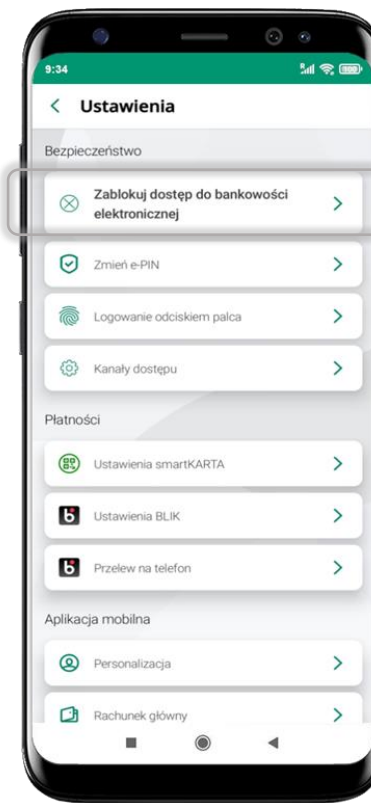 9:34
Ustawienia
Bezpieczeństwo
Zablokuj dostęp do bankowości
elektronicznej
Zmień e-PIN
Logowanie odciskiem palca
Kanały dostępu
Płatności
Ustawienia smartKARTA
Ustawienia BLIK
Przelew na telefon
Aplikacja mobilna
Personalizacja
Rachunek główny